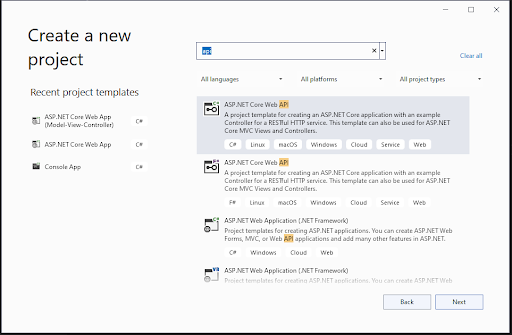 Create a new
project
Recent project templates
ASP.NET Core Web App
(Model-View-Controller)
C#
ASP.NET Core Web App
C#
Console App
C#
api
Clear all
All languages
All platforms
All project types
ASP.NET Core Web API
A project template for creating an ASP.NET Core application with an example
Controller for a RESTful HTTP service. This template can also be used for ASP.NET
Core MVC Views and Controllers.
C# Linux macOS Windows Cloud Service Web
ASP.NET Core Web API
A project template for creating an ASP.NET Core application with an example
Controller for a RESTful HTTP service. This template can also be used for ASP.NET
Core MVC Views and Controllers.
F# Linux macOS Windows Cloud Service Web
ASP.NET Web Application (.NET Framework)
Project templates for creating ASP.NET applications. You can create ASP.NET Web
Forms, MVC, or Web API applications and add many other features in ASP.NET.
C# Windows Cloud Web
ASP.NET Web Application (.NET Framework)
Project templates for creating ASP.NET applications. You can create ASP.NET Web
Back
Next